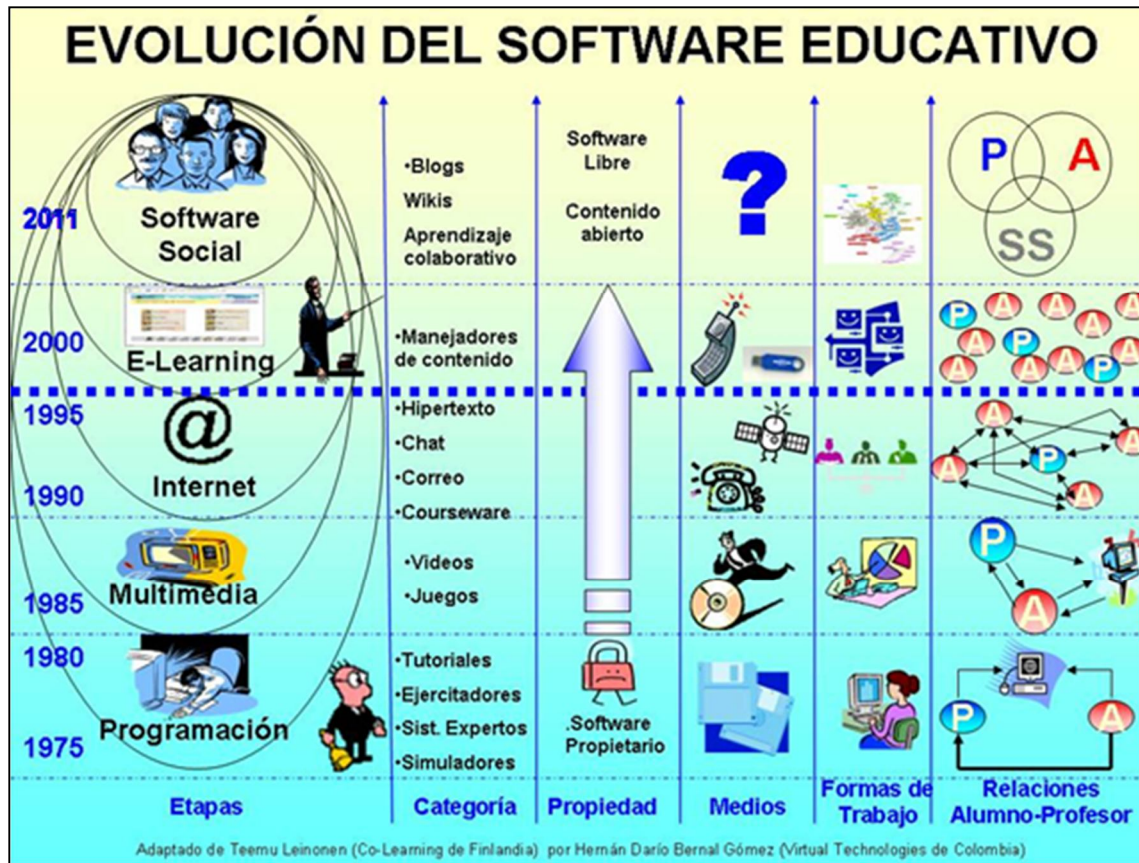 EVOLUCIÓN DEL SOFTWARE EDUCATIVO
2011
Software
Social
•Blogs
Wikis
Aprendizaje
colaborativo
Software
Libre
Contenido
abierto
?
P A
SS
2000
E-Learning
•Manejadores
de contenido
A A A A
P
A P A A
A A P
1995
@
Internet
1990
•Hipertexto
•Chat
•Correo
•Courseware
A
A
A P
A
Multimedia
1985
•Videos
•Juegos
P
A
1980
Programación
1975
•Tutoriales
•Ejercitadores
•Sist. Expertos
•Simuladores
.Software
Propietario
P A
Etapas
Categoría
Propiedad
Medios
Formas de
Trabajo
Relaciones
Alumno-Profesor
Adaptado de Teemu Leinonen (Co-Learning de Finlandia) por Hernán Darío Bernal Gómez (Virtual Technologies de Colombia)